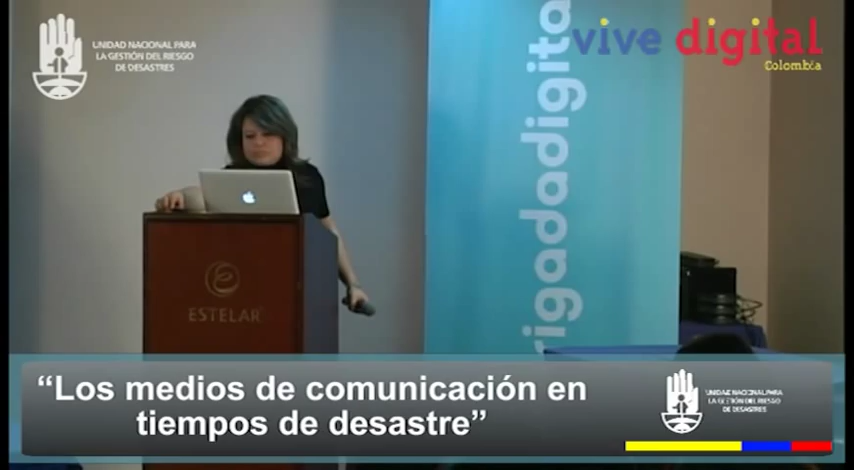 UNIDAD NACIONAL PARA
LA GESTIÓN DEL RIESGO
DE DESASTRES
vive digital
Colombia
rigadadigita
ESTELAR
“Los medios de comunicación en
tiempos de desastre”
UNIDAD NACIONAL PARA
LA GESTIÓN DEL RIESGO
DE DESASTRES